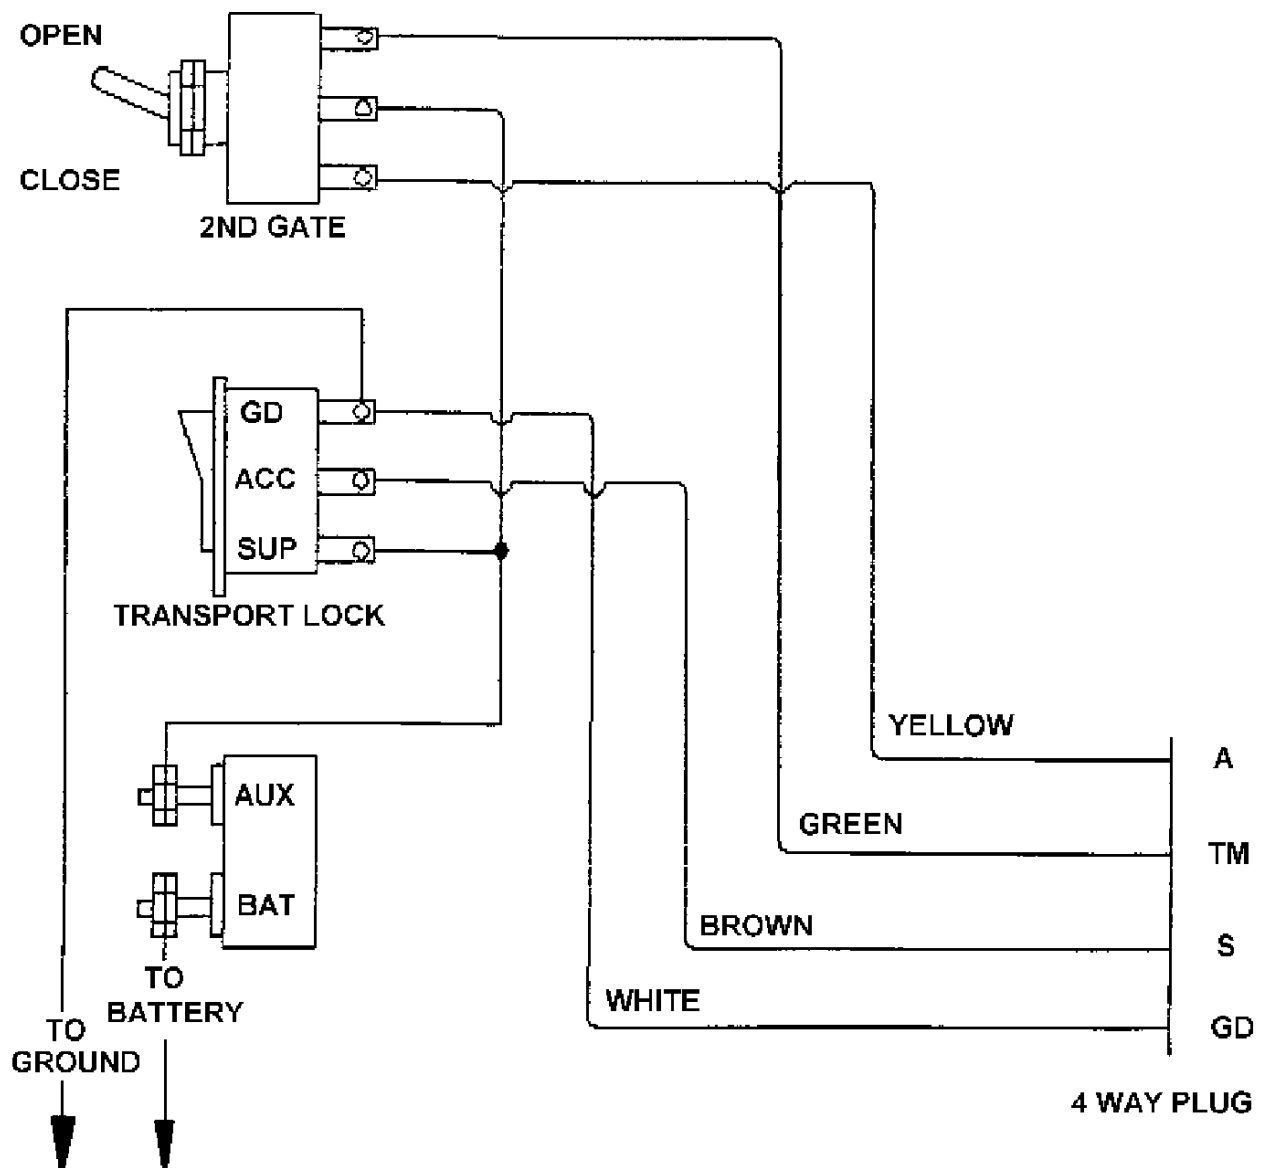 OPEN
CLOSE
2ND GATE
GD
ACC
SUP
TRANSPORT LOCK
YELLOW
A
AUX
GREEN
TM
BAT
BROWN
S
TO
BATTERY
WHITE
TO
GROUND
GD
4 WAY PLUG